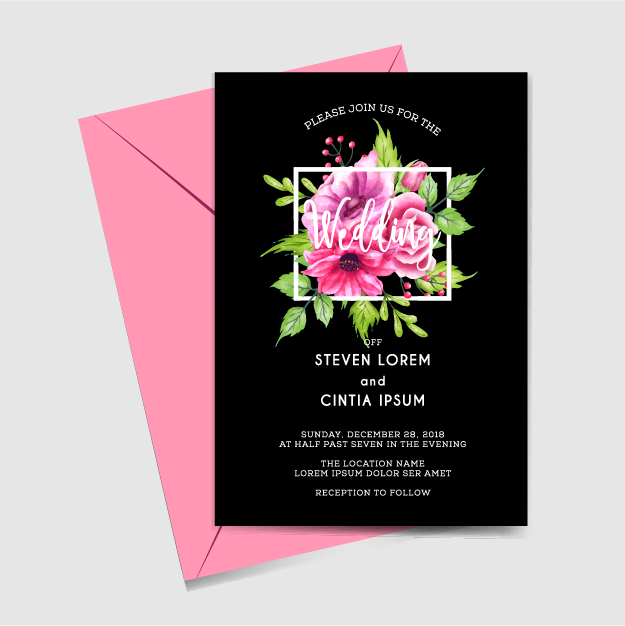 PLEASE JOIN US FOR THE
Wedding
OFF
STEVEN LOREM
and
CINTIA IPSUM
SUNDAY, DECEMBER 28, 2018
AT HALF PAST SEVEN IN THE EVENING
THE LOCATION NAME
LOREM IPSUM DOLOR SER AMET
RECEPTION TO FOLLOW